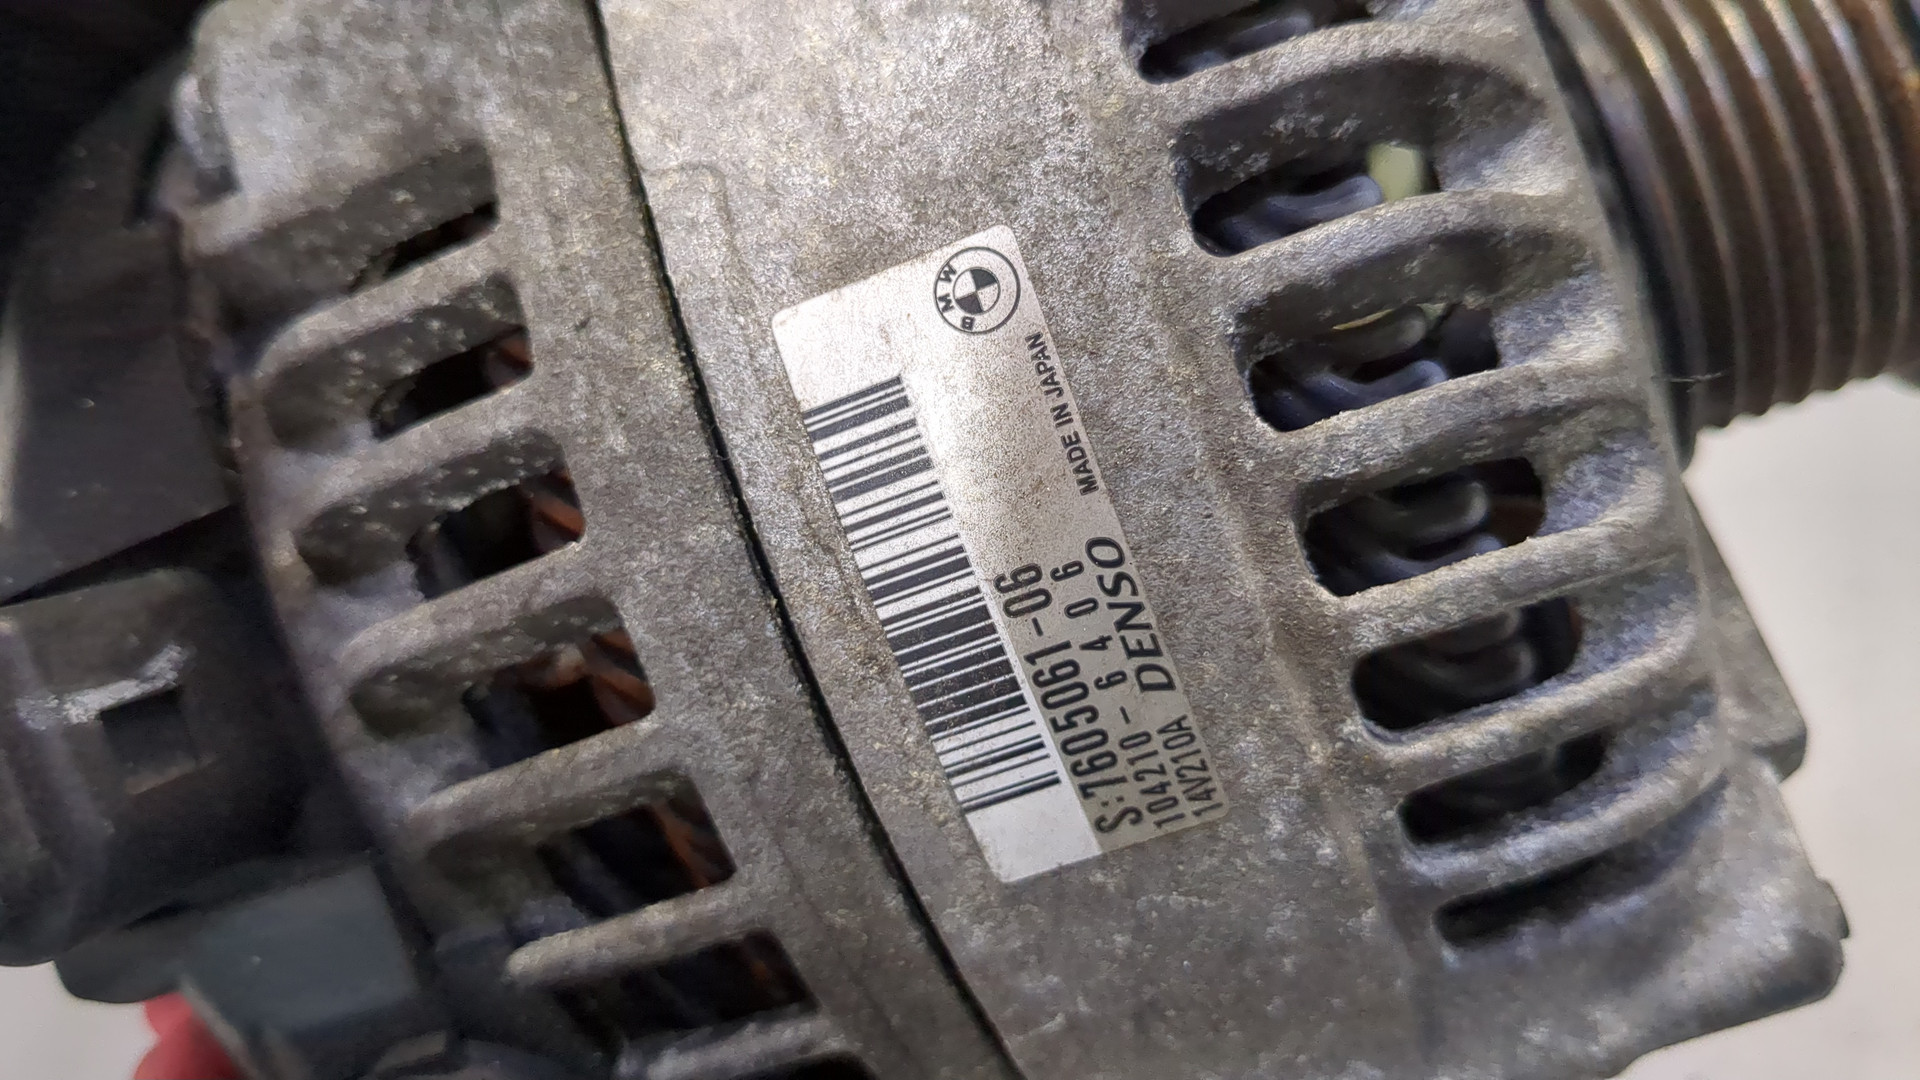 BMW
MADE IN JAPAN
S:7605061-06
104210-6406
14V210A DENSO